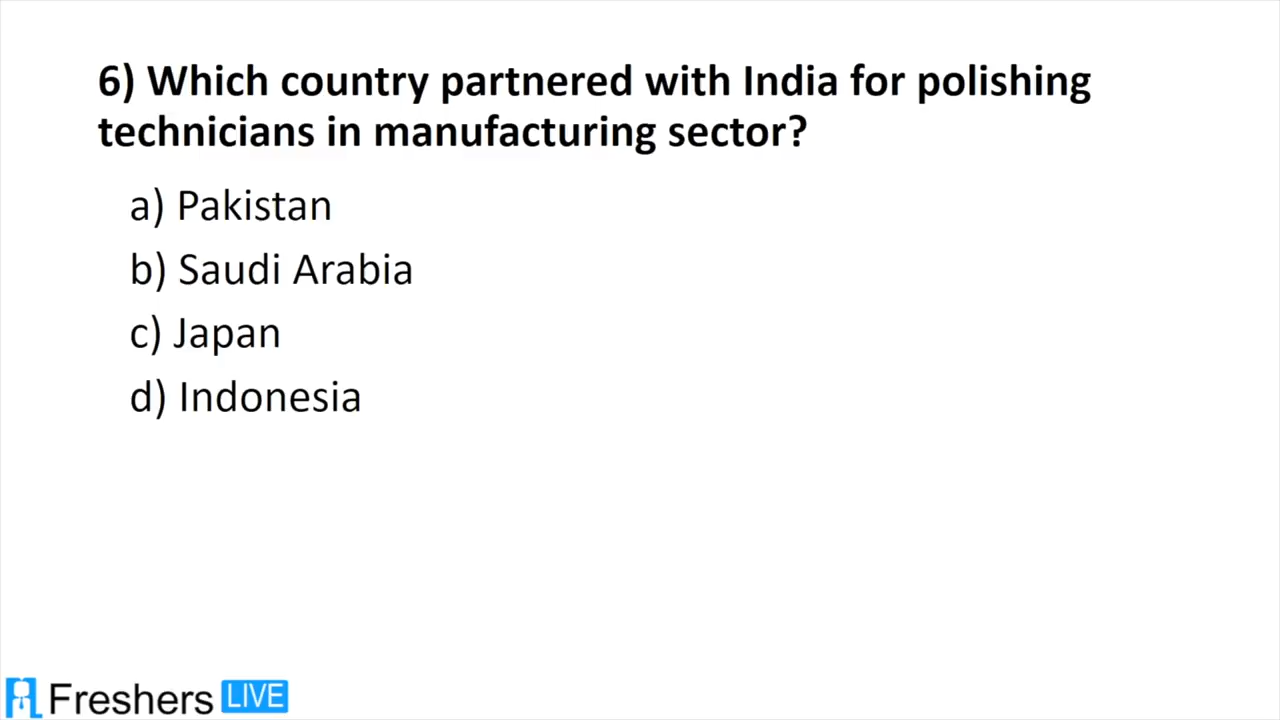 6) Which country partnered with India for polishing
technicians in manufacturing sector?
a) Pakistan
b) Saudi Arabia
c) Japan
d) Indonesia
Freshers LIVE